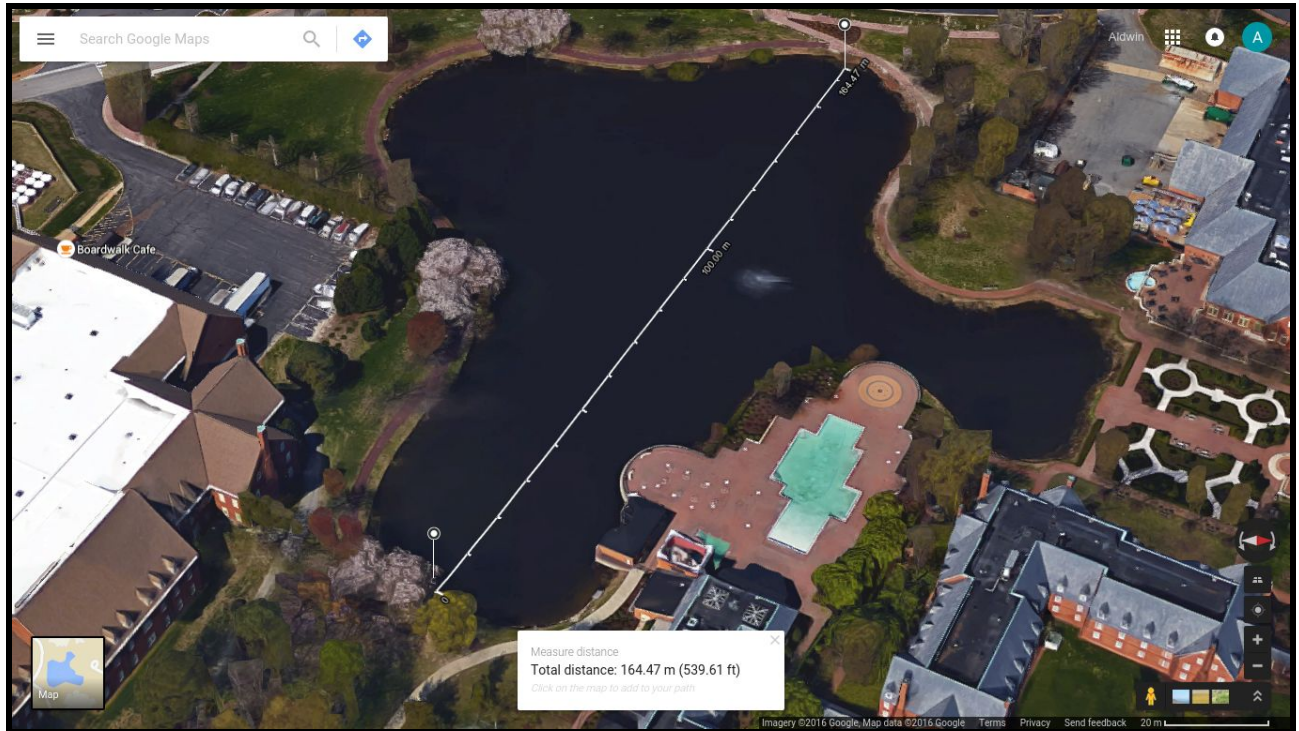 Search Google Maps
Aldwin
A
164.47 m
Boardwalk Cafe
100.00 m
0
Measure distance
Total distance: 164.47 m (539.61 ft)
Click on the map to add to your path
Map
Imagery ©2016 Google, Map data ©2016 Google Terms Privacy Send feedback 20 m